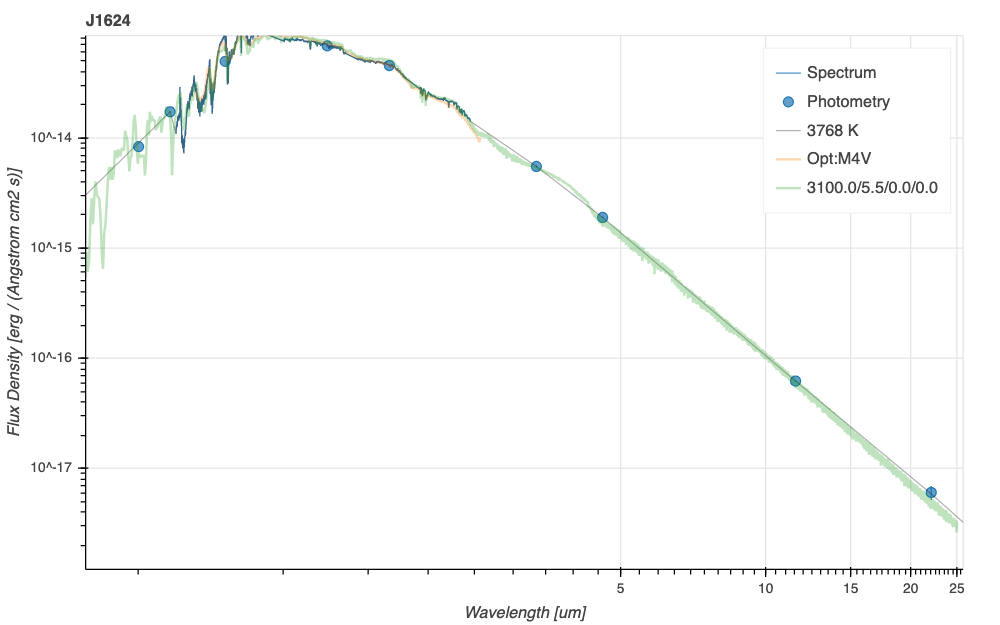 J1624
Spectrum
Photometry
3768 K
Opt:M4V
3100.0/5.5/0.0/0.0
10^-14
10^-15
10^-16
10^-17
Flux Density [erg / (Angstrom cm2 s)]
5
10
15
20
25
Wavelength [um]